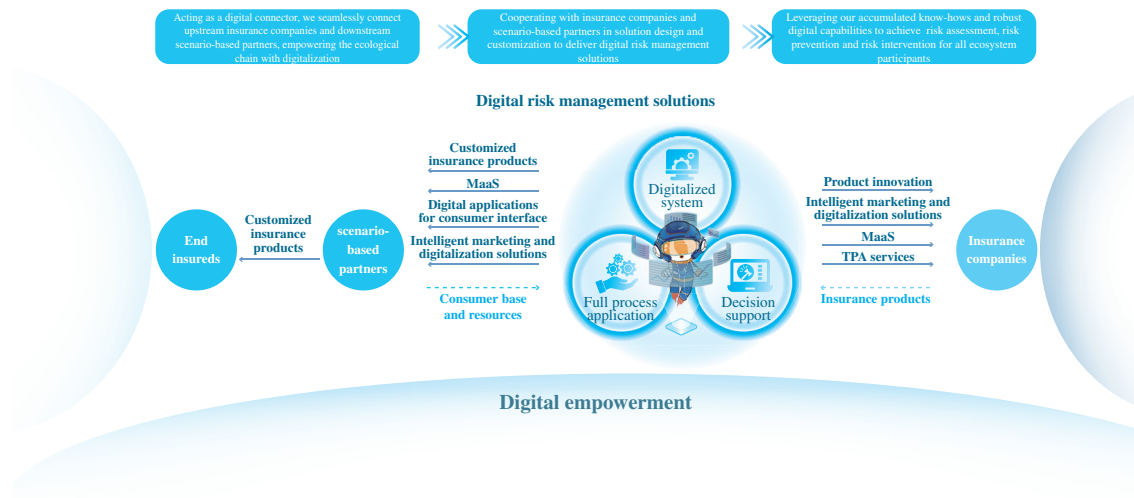 Acting as a digital connector, we seamlessly connect
upstream insurance companies and downstream
scenario-based partners, empowering the ecological
chain with digitalization
Cooperating with insurance companies and
scenario-based partners in solution design and
customization to deliver digital risk management
solutions
Leveraging our accumulated know-hows and robust
digital capabilities to achieve risk assessment, risk
prevention and risk intervention for all ecosystem
participants
Digital risk management solutions
End
insureds
Customized
insurance
products
scenario-
based
partners
Customized
insurance products
MaaS
Digital applications
for consumer interface
Intelligent marketing and
digitalization solutions
Consumer base
and resources
Digitalized
system
Full process
application
Decision
support
Product innovation
Intelligent marketing and
digitalization solutions
MaaS
TPA services
Insurance products
Insurance
companies
Digital empowerment